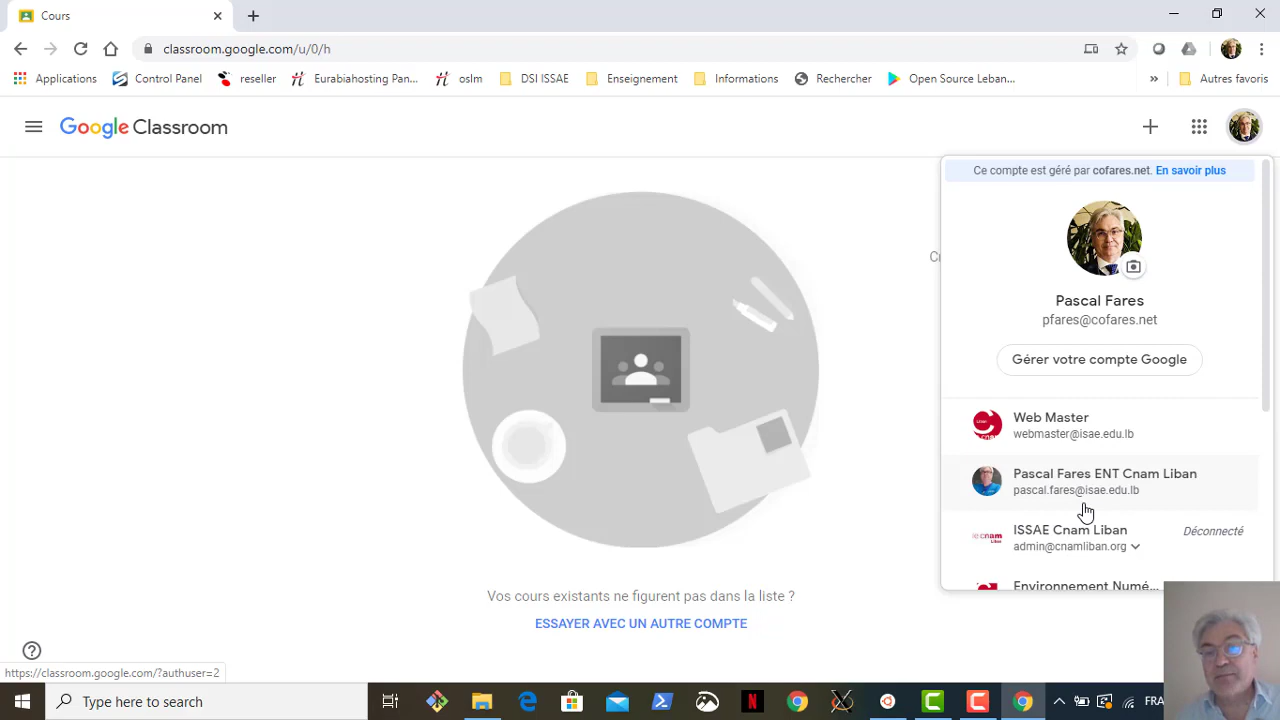 Cours
classroom.google.com/u/0/h
Applications
Control Panel
reseller
Eurabiahosting Pan...
oslm
DSI ISSAE
Enseignement
Informations
Rechercher
Open Source Leban...
»
Autres favoris
Google Classroom
Ce compte est géré par cofares.net. En savoir plus
Pascal Fares
pfares@cofares.net
Gérer votre compte Google
Web Master
webmaster@isae.edu.lb
Pascal Fares ENT Cnam Liban
pascal.fares@isae.edu.lb
ISSAE Cnam Liban
Déconnecté
admin@cnamliban.org
Environnement Numé...
Vos cours existants ne figurent pas dans la liste ?
ESSAYER AVEC UN AUTRE COMPTE
https://classroom.google.com/?authuser=2
Type here to search
FRA